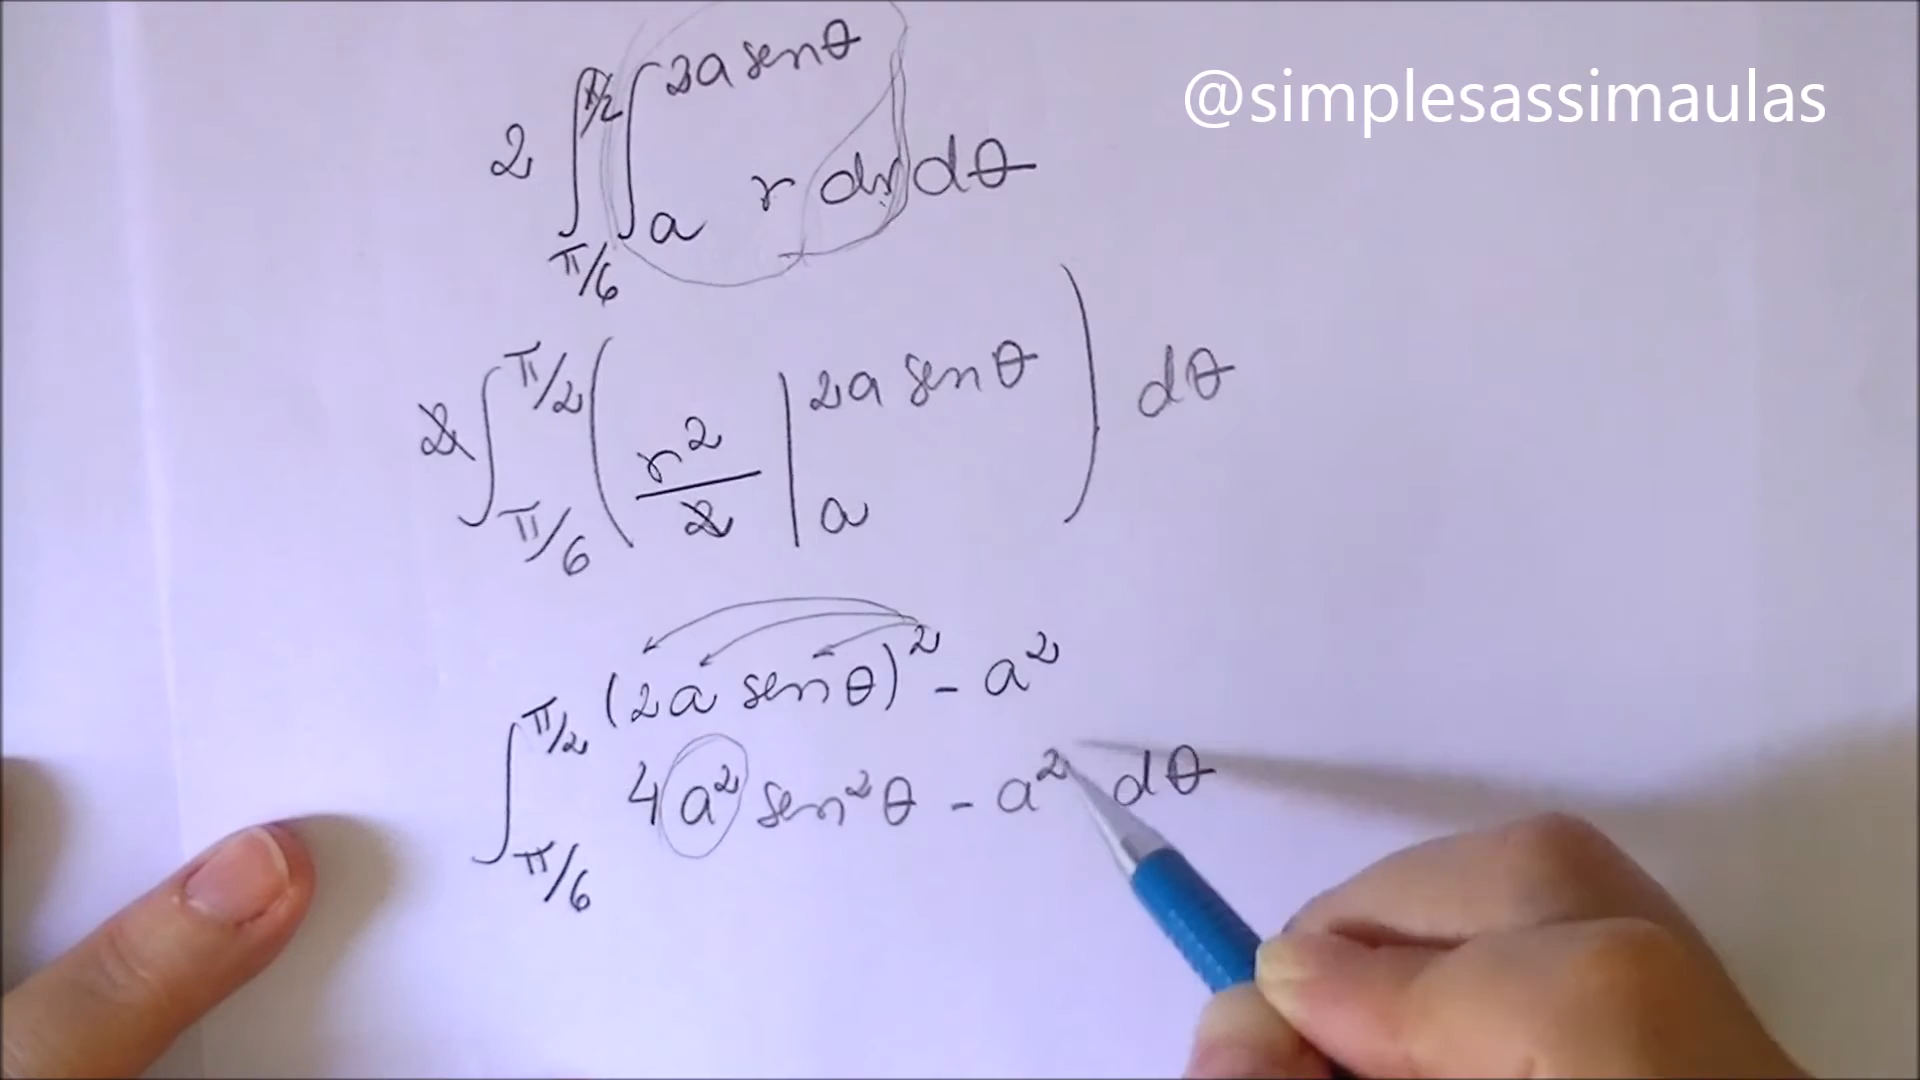 @simplesassimaulas
2 ∫_{π/6}^{π/2} ∫_{a}^{2a senθ} r dr dθ
2 ∫_{π/6}^{π/2} ( r²/2 |_{a}^{2a senθ} ) dθ
(2a senθ)² - a²
∫_{π/6}^{π/2} 4a² sen²θ - a² dθ